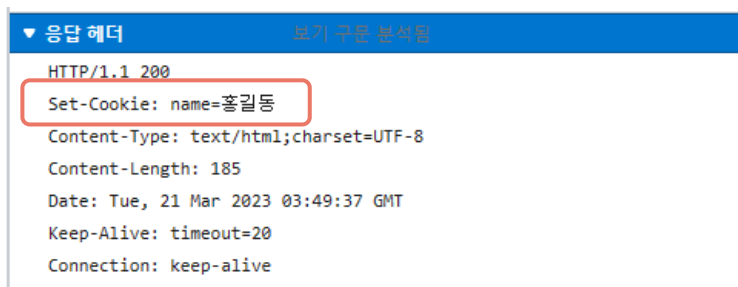 ▼ 응답 헤더 보기 구문 분석됨
HTTP/1.1 200
Set-Cookie: name=홍길동
Content-Type: text/html;charset=UTF-8
Content-Length: 185
Date: Tue, 21 Mar 2023 03:49:37 GMT
Keep-Alive: timeout=20
Connection: keep-alive